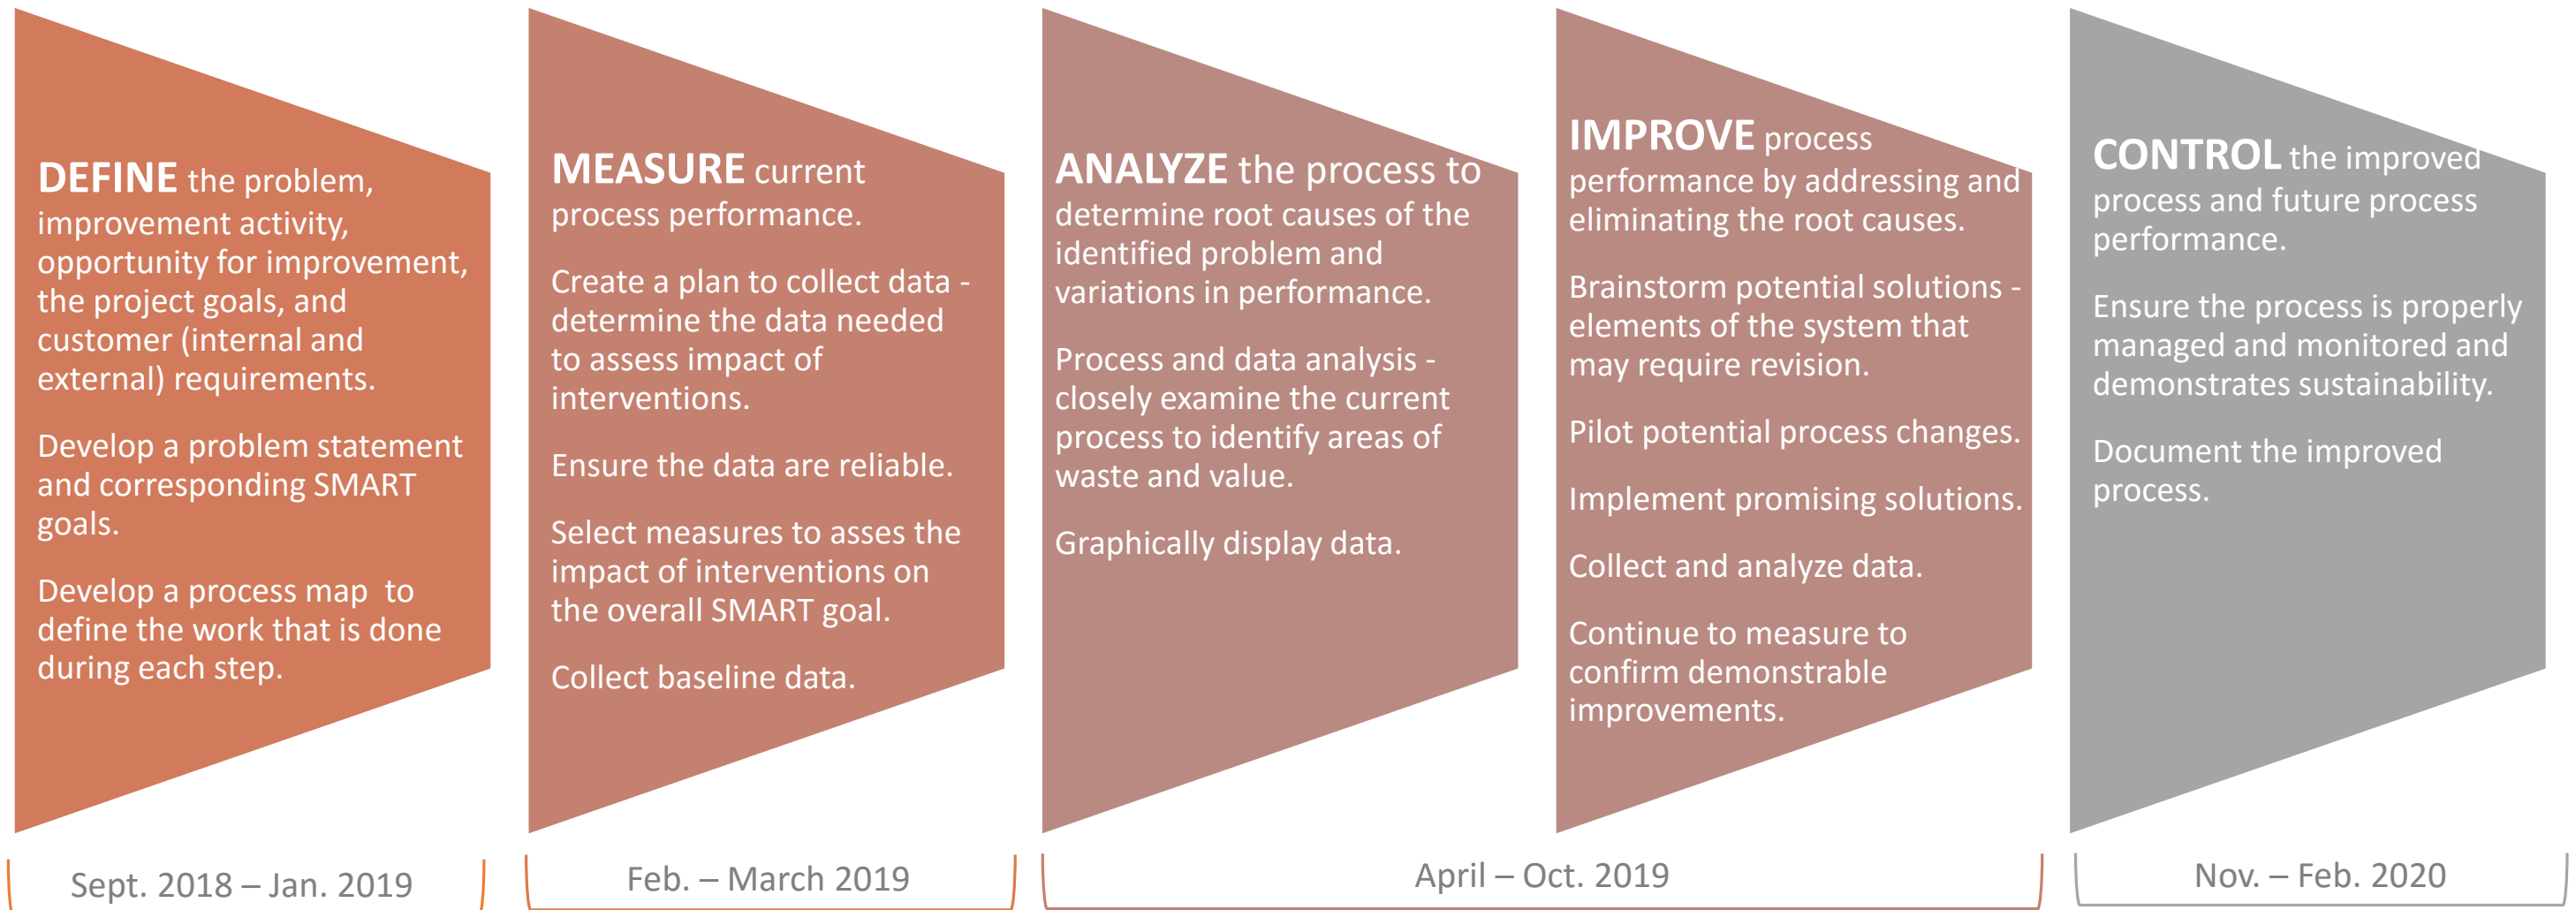 DEFINE the problem,
improvement activity,
opportunity for improvement,
the project goals, and
customer (internal and
external) requirements.
Develop a problem statement
and corresponding SMART
goals.
Develop a process map to
define the work that is done
during each step.
MEASURE current
process performance.
Create a plan to collect data -
determine the data needed
to assess impact of
interventions.
Ensure the data are reliable.
Select measures to asses the
impact of interventions on
the overall SMART goal.
Collect baseline data.
ANALYZE the process to
determine root causes of the
identified problem and
variations in performance.
Process and data analysis -
closely examine the current
process to identify areas of
waste and value.
Graphically display data.
IMPROVE process
performance by addressing and
eliminating the root causes.
Brainstorm potential solutions -
elements of the system that
may require revision.
Pilot potential process changes.
Implement promising solutions.
Collect and analyze data.
Continue to measure to
confirm demonstrable
improvements.
CONTROL the improved
process and future process
performance.
Ensure the process is properly
managed and monitored and
demonstrates sustainability.
Document the improved
process.
Sept. 2018 – Jan. 2019
Feb. – March 2019
April – Oct. 2019
Nov. – Feb. 2020